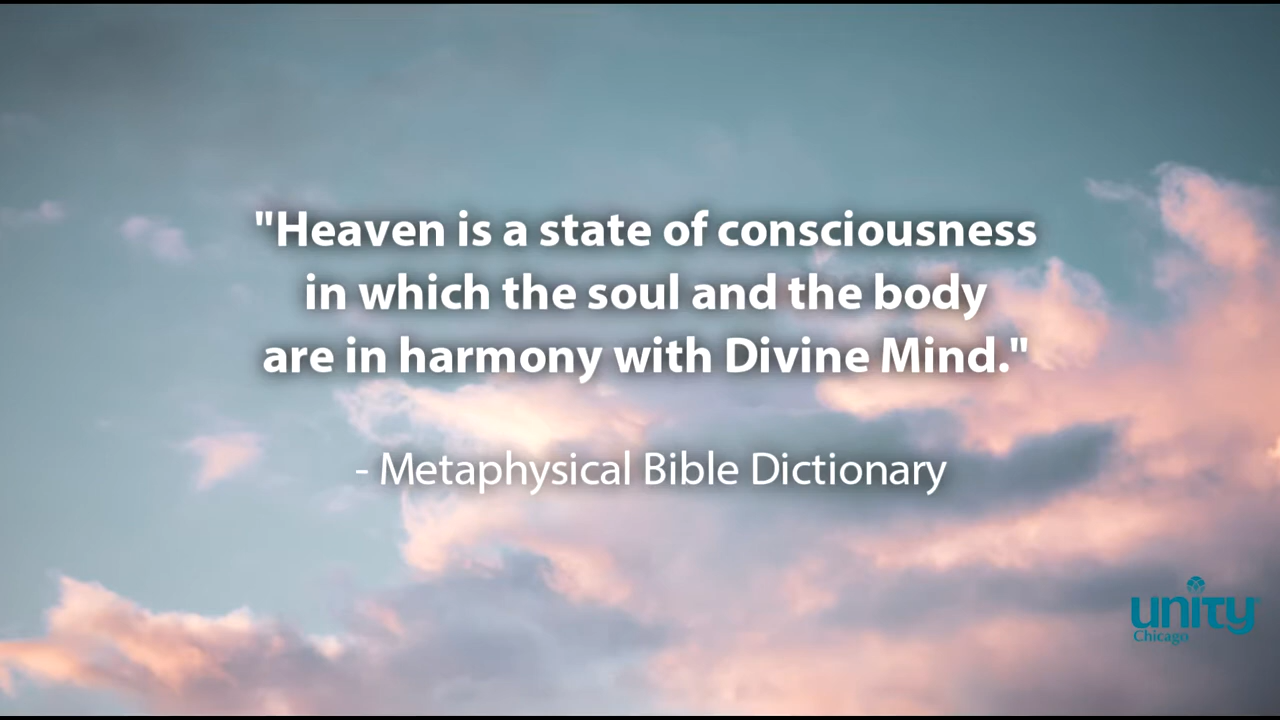 "Heaven is a state of consciousness
in which the soul and the body
are in harmony with Divine Mind."
- Metaphysical Bible Dictionary
unity
Chicago